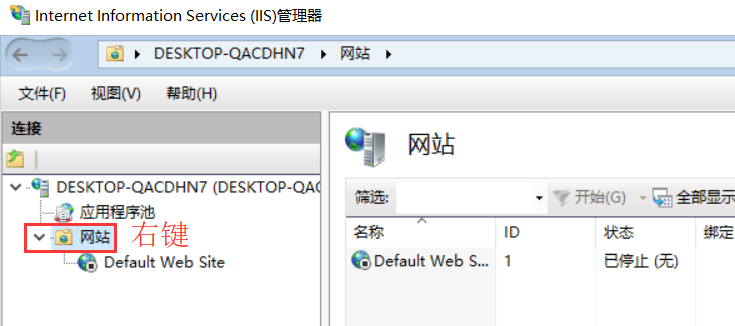 Internet Information Services (IIS)管理器
DESKTOP-QACDHN7 网站
文件(F) 视图(V) 帮助(H)
连接
DESKTOP-QACDHN7 (DESKTOP-QAC
应用程序池
网站 右键
Default Web Site
网站
筛选: 开始(G) 全部显示
名称 ID 状态 绑定
Default Web S... 1 已停止 (无)